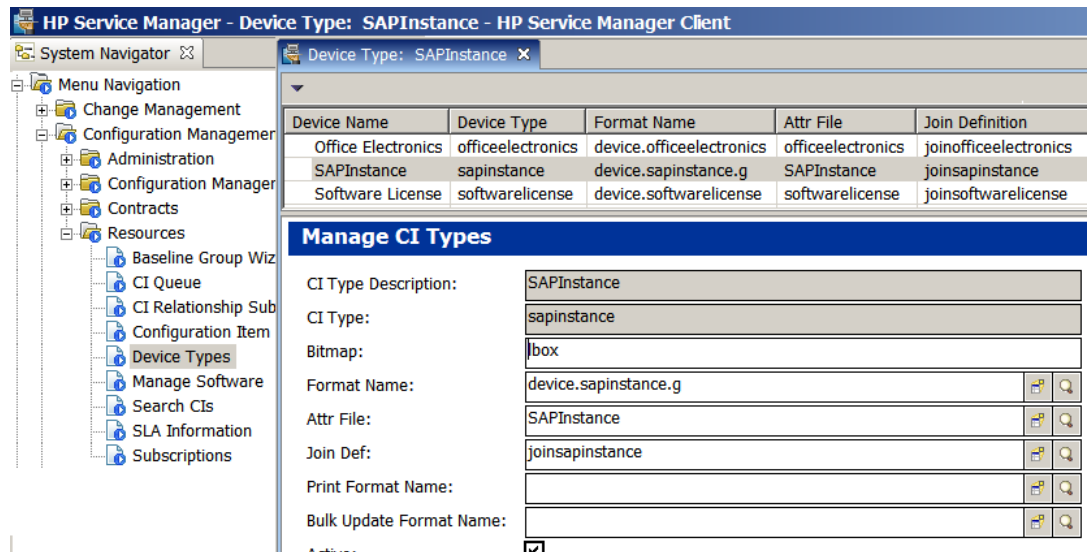 HP Service Manager - Device Type: SAPInstance - HP Service Manager Client
System Navigator
Device Type: SAPInstance
Menu Navigation
Change Management
Configuration Managemer
Administration
Configuration Manager
Contracts
Resources
Baseline Group Wiz
CI Queue
CI Relationship Sub
Configuration Item
Device Types
Manage Software
Search CIs
SLA Information
Subscriptions
Device Name Device Type Format Name Attr File Join Definition
Office Electronics officeelectronics device.officeelectronics officeelectronics joinofficeelectronics
SAPInstance sapinstance device.sapinstance.g SAPInstance joinsapinstance
Software License softwarelicense device.softwarelicense softwarelicense joinsoftwarelicense
Manage CI Types
CI Type Description: SAPInstance
CI Type: sapinstance
Bitmap: lbox
Format Name: device.sapinstance.g
Attr File: SAPInstance
Join Def: joinsapinstance
Print Format Name:
Bulk Update Format Name:
Active: